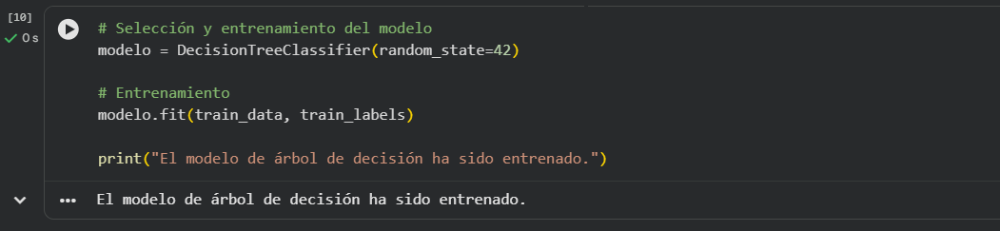 [10]
0 s
# Selección y entrenamiento del modelo
modelo = DecisionTreeClassifier(random_state=42)
# Entrenamiento
modelo.fit(train_data, train_labels)
print("El modelo de árbol de decisión ha sido entrenado.")
El modelo de árbol de decisión ha sido entrenado.